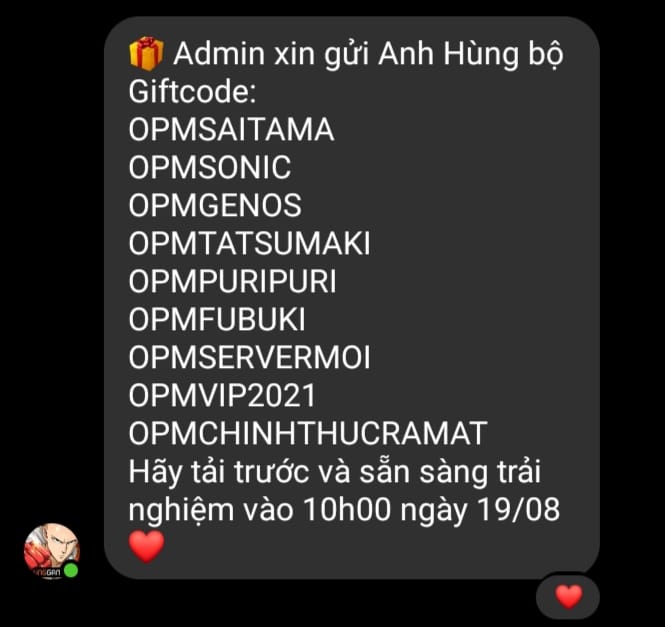 🎁 Admin xin gửi Anh Hùng bộ
Giftcode:
OPMSAITAMA
OPMSONIC
OPMGENOS
OPMTATSUMAKI
OPMPURIPURI
OPMFUBUKI
OPMSERVERMOI
OPMVIP2021
OPMCHINHTHUCRAMAT
Hãy tải trước và sẵn sàng trải
nghiệm vào 10h00 ngày 19/08
❤️